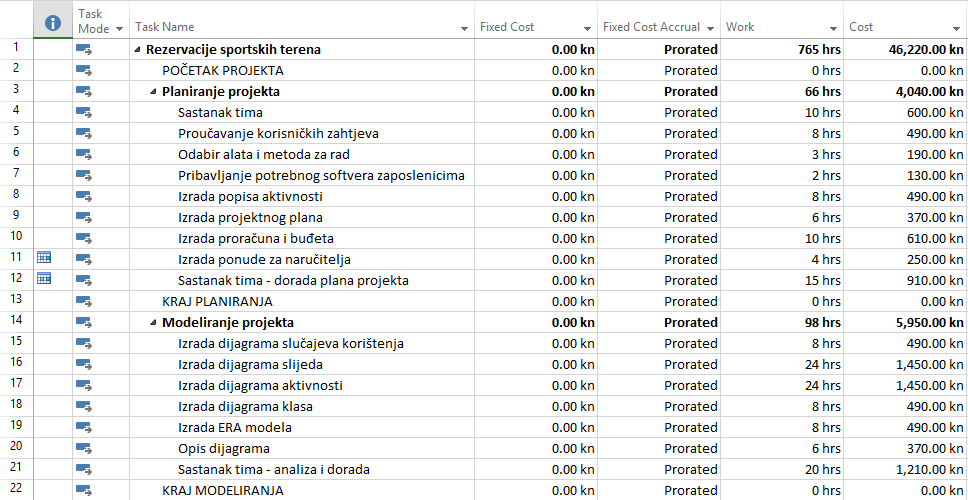 Task Mode Task Name Fixed Cost Fixed Cost Accrual Work Cost
1 Rezervacije sportskih terena 0.00 kn Prorated 765 hrs 46,220.00 kn
2 POČETAK PROJEKTA 0.00 kn Prorated 0 hrs 0.00 kn
3 Planiranje projekta 0.00 kn Prorated 66 hrs 4,040.00 kn
4 Sastanak tima 0.00 kn Prorated 10 hrs 600.00 kn
5 Proučavanje korisničkih zahtjeva 0.00 kn Prorated 8 hrs 490.00 kn
6 Odabir alata i metoda za rad 0.00 kn Prorated 3 hrs 190.00 kn
7 Pribavljanje potrebnog softvera zaposlenicima 0.00 kn Prorated 2 hrs 130.00 kn
8 Izrada popisa aktivnosti 0.00 kn Prorated 8 hrs 490.00 kn
9 Izrada projektnog plana 0.00 kn Prorated 6 hrs 370.00 kn
10 Izrada proračuna i buđeta 0.00 kn Prorated 10 hrs 610.00 kn
11 Izrada ponude za naručitelja 0.00 kn Prorated 4 hrs 250.00 kn
12 Sastanak tima - dorada plana projekta 0.00 kn Prorated 15 hrs 910.00 kn
13 KRAJ PLANIRANJA 0.00 kn Prorated 0 hrs 0.00 kn
14 Modeliranje projekta 0.00 kn Prorated 98 hrs 5,950.00 kn
15 Izrada dijagrama slučajeva korištenja 0.00 kn Prorated 8 hrs 490.00 kn
16 Izrada dijagrama slijeda 0.00 kn Prorated 24 hrs 1,450.00 kn
17 Izrada dijagrama aktivnosti 0.00 kn Prorated 24 hrs 1,450.00 kn
18 Izrada dijagrama klasa 0.00 kn Prorated 8 hrs 490.00 kn
19 Izrada ERA modela 0.00 kn Prorated 8 hrs 490.00 kn
20 Opis dijagrama 0.00 kn Prorated 6 hrs 370.00 kn
21 Sastanak tima - analiza i dorada 0.00 kn Prorated 20 hrs 1,210.00 kn
22 KRAJ MODELIRANJA 0.00 kn Prorated 0 hrs 0.00 kn